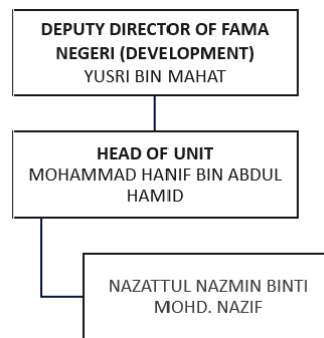 DEPUTY DIRECTOR OF FAMA
NEGERI (DEVELOPMENT)
YUSRI BIN MAHAT
HEAD OF UNIT
MOHAMMAD HANIF BIN ABDUL
HAMID
NAZATTUL NAZMIN BINTI
MOHD. NAZIF